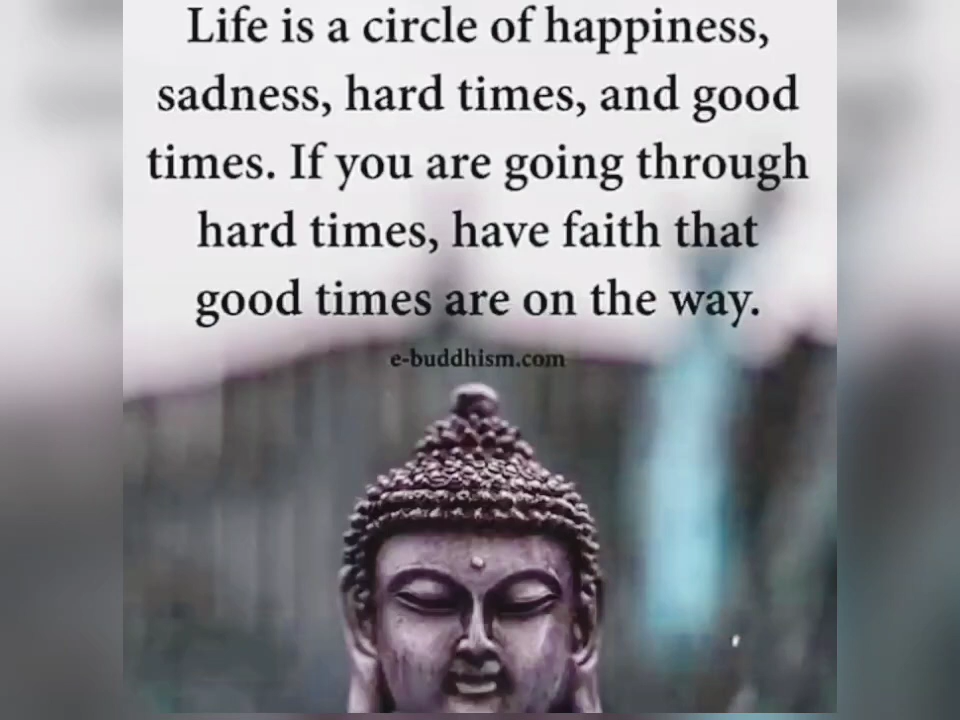 Life is a circle of happiness,
sadness, hard times, and good
times. If you are going through
hard times, have faith that
good times are on the way.
e-buddhism.com